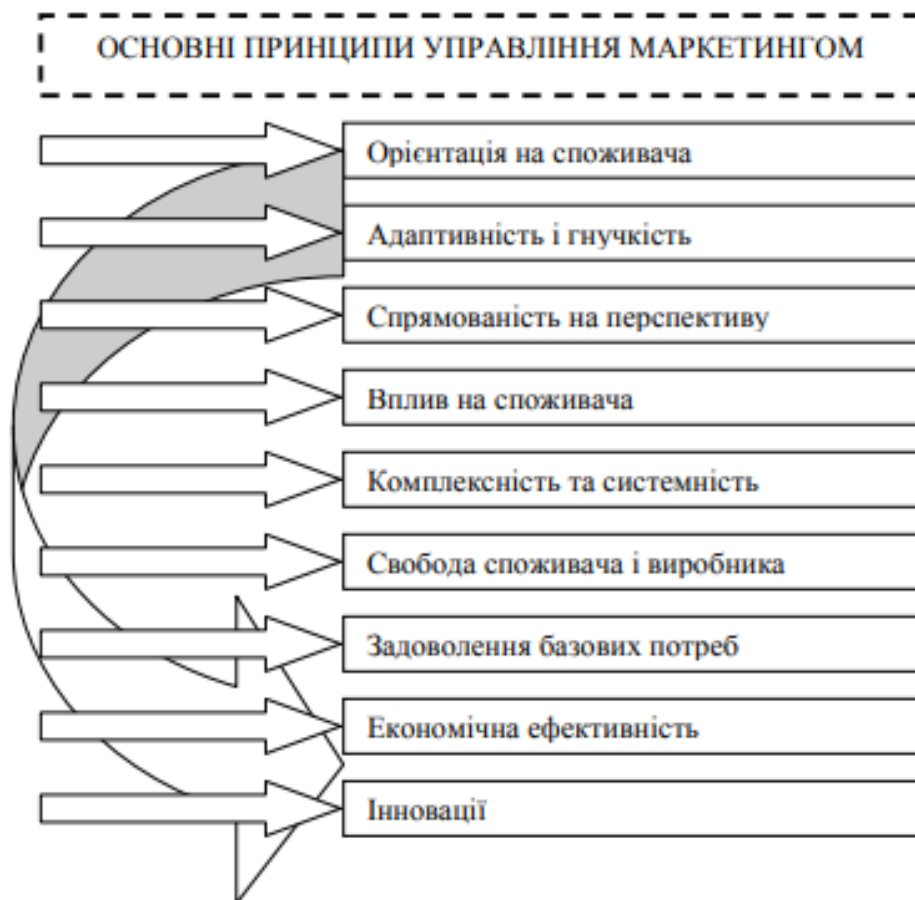 ОСНОВНІ ПРИНЦИПИ УПРАВЛІННЯ МАРКЕТИНГОМ
Орієнтація на споживача
Адаптивність і гнучкість
Спрямованість на перспективу
Вплив на споживача
Комплексність та системність
Свобода споживача і виробника
Задоволення базових потреб
Економічна ефективність
Інновації